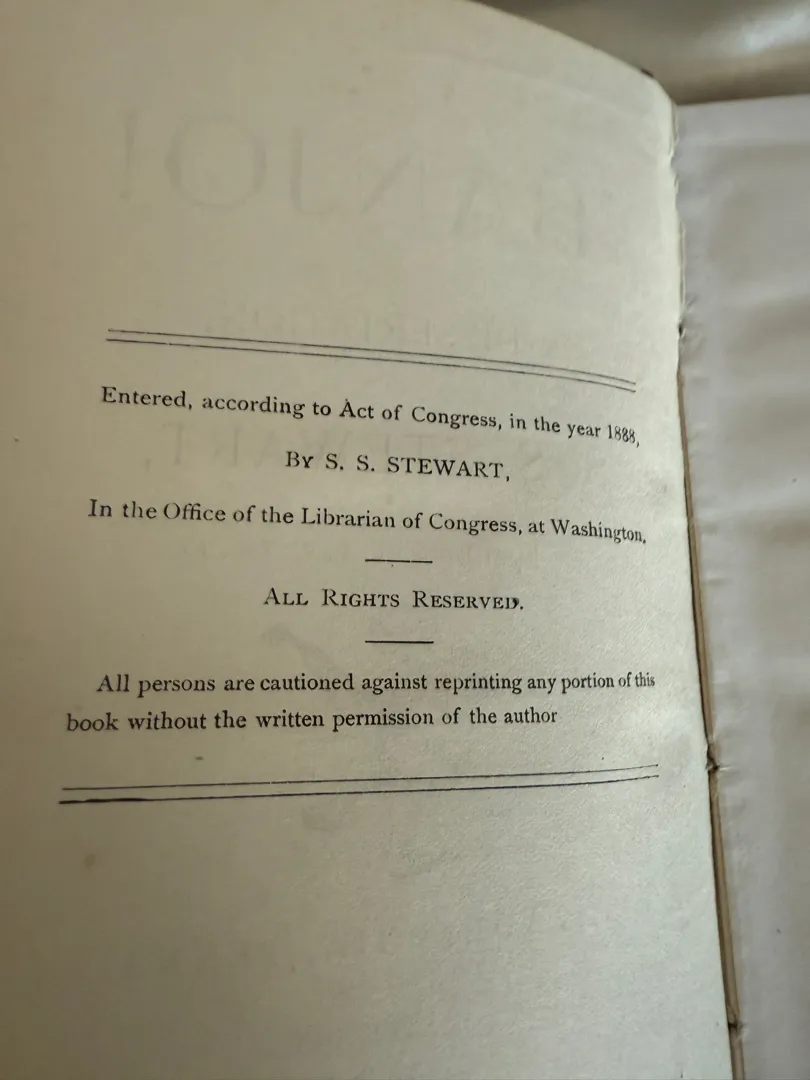 Entered, according to Act of Congress, in the year 1888,
By S. S. STEWART,
In the Office of the Librarian of Congress, at Washington.
ALL RIGHTS RESERVED.
All persons are cautioned against reprinting any portion of this
book without the written permission of the author